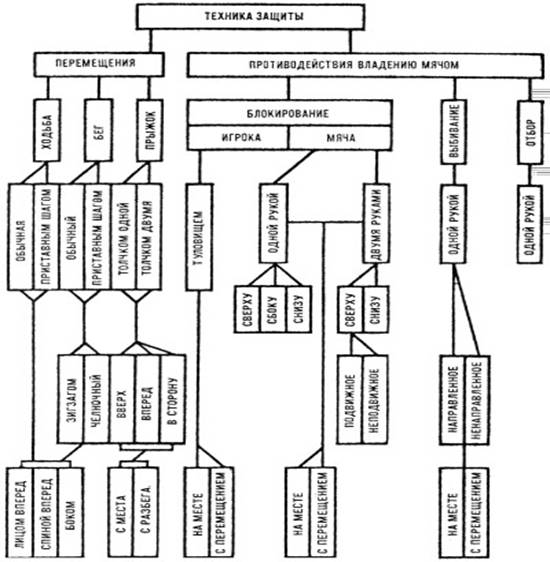 ТЕХНИКА ЗАЩИТЫ
ПЕРЕМЕЩЕНИЯ
ПРОТИВОДЕЙСТВИЯ ВЛАДЕНИЮ МЯЧОМ
ХОДЬБА
БЕГ
ПРЫЖОК
БЛОКИРОВАНИЕ
ИГРОКА
МЯЧА
ВЫБИВАНИЕ
ОТБОР
ОБЫЧНАЯ
ПРИСТАВНЫМ ШАГОМ
ОБЫЧНЫЙ
ПРИСТАВНЫМ ШАГОМ
ТОЛЧКОМ ОДНОЙ
ТОЛЧКОМ ДВУМЯ
ТУЛОВИЩЕМ
ОДНОЙ РУКОЙ
ДВУМЯ РУКАМИ
ОДНОЙ РУКОЙ
ОДНОЙ РУКОЙ
СВЕРХУ
СБОКУ
СНИЗУ
СВЕРХУ
СНИЗУ
ЗИГЗАГОМ
ЧЕЛНОЧНЫЙ
ВВЕРХ
ВПЕРЕД
В СТОРОНУ
ПОДВИЖНОЕ
НЕПОДВИЖНОЕ
НАПРАВЛЕННОЕ
НЕНАПРАВЛЕННОЕ
ЛИЦОМ ВПЕРЕД
СПИНОЙ ВПЕРЕД
БОКОМ
С МЕСТА
С РАЗБЕГА.
НА МЕСТЕ
С ПЕРЕМЕЩЕНИЕМ
НА МЕСТЕ
С ПЕРЕМЕЩЕНИЕМ
НА МЕСТЕ
С ПЕРЕМЕЩЕНИЕМ